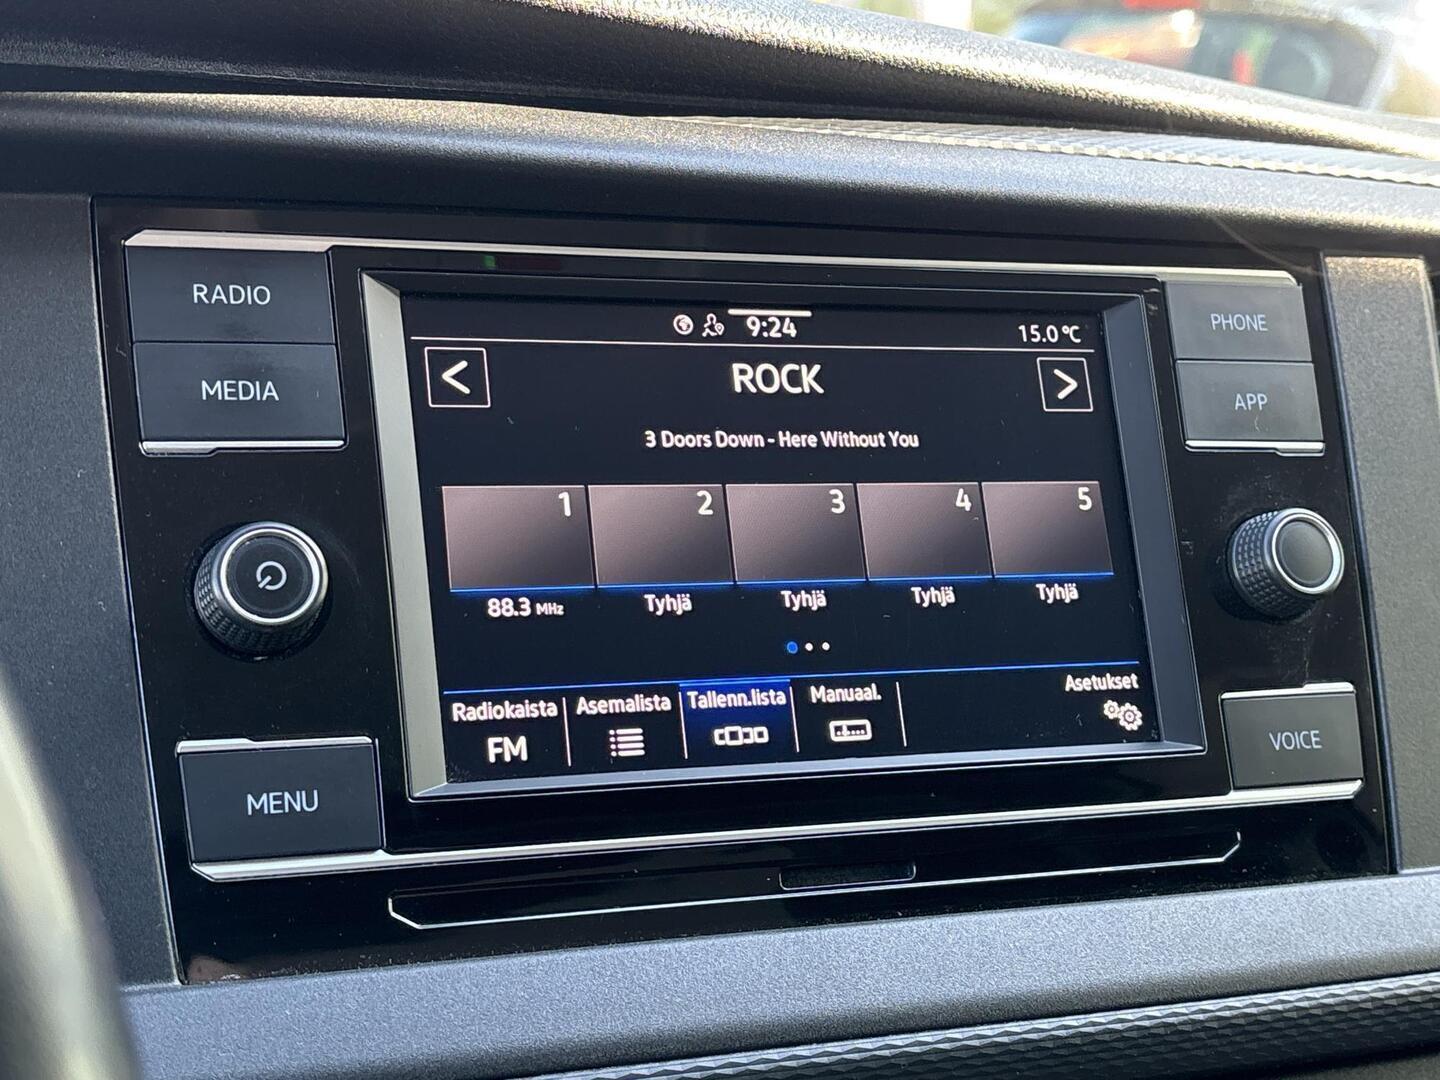 RADIO
MEDIA
MENU
9:24
15.0 °C
<
ROCK
>
3 Doors Down - Here Without You
1
2
3
4
5
88.3 MHz
Tyhjä
Tyhjä
Tyhjä
Tyhjä
Radiokaista
FM
Asemalista
Tallenn.lista
Manuaal.
Asetukset
PHONE
APP
VOICE